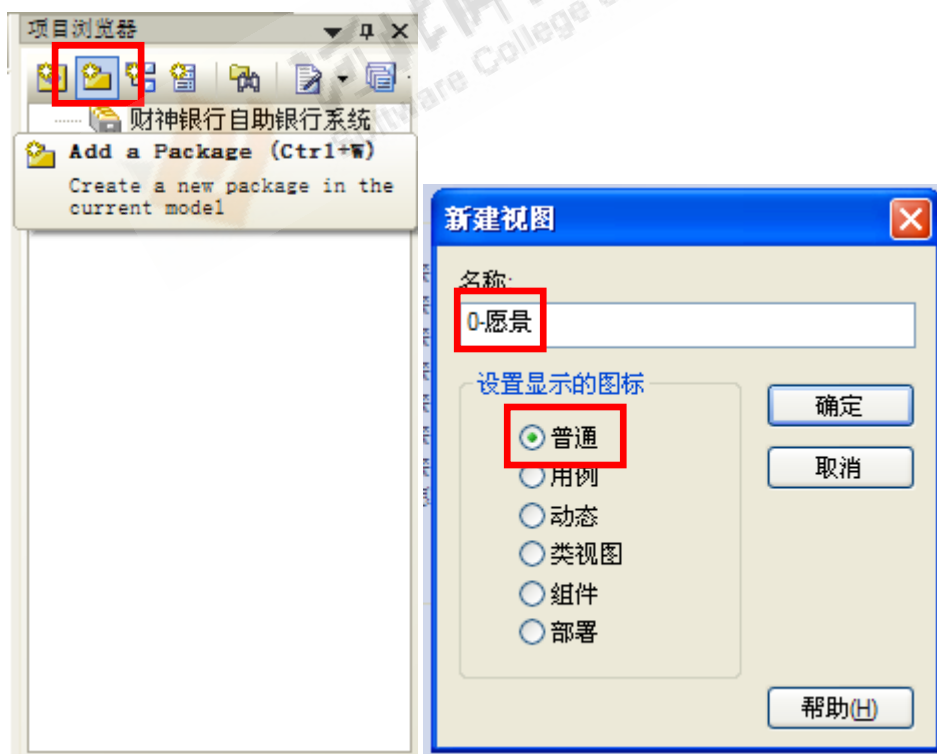 项目浏览器
财神银行自助银行系统
Add a Package (Ctrl+W)
Create a new package in the
current model
新建视图
名称:
0-愿景
设置显示的图标
普通
用例
动态
类视图
组件
部署
确定
取消
帮助(H)